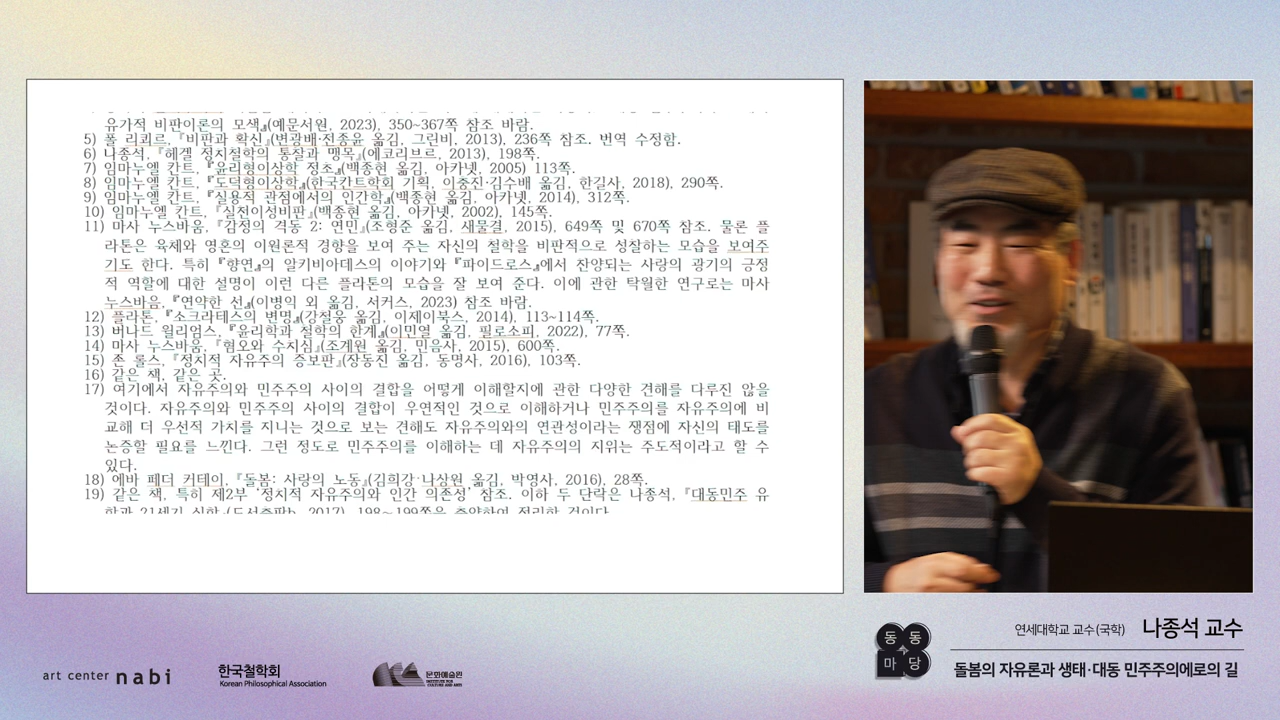 유가적 비판이론의 모색』(예문서원, 2023), 350~367쪽 참조 바람.
5) 폴 리쾨르, 『비판과 확신』(변광배·전종윤 옮김, 그린비, 2013), 236쪽 참조. 번역 수정함.
6) 나종석, 『헤겔 정치철학의 통찰과 맹목』(에코리브르, 2013), 198쪽.
7) 임마누엘 칸트, 『윤리형이상학 정초』(백종현 옮김, 아카넷, 2005) 113쪽.
8) 임마누엘 칸트, 『도덕형이상학』(한국칸트학회 기획, 이충진·김수배 옮김, 한길사, 2018), 290쪽.
9) 임마누엘 칸트, 『실용적 관점에서의 인간학』(백종현 옮김, 아카넷, 2014), 312쪽.
10) 임마누엘 칸트, 『실천이성비판』(백종현 옮김, 아카넷, 2002), 145쪽.
11) 마사 누스바움, 『감정의 격동 2: 연민』(조형준 옮김, 새물결, 2015), 649쪽 및 670쪽 참조. 물론 플
라톤은 육체와 영혼의 이원론적 경향을 보여 주는 자신의 철학을 비판적으로 성찰하는 모습을 보여주
기도 한다. 특히 『향연』의 알키비아데스의 이야기와 『파이드로스』에서 찬양되는 사랑의 광기의 긍정
적 역할에 대한 설명이 이런 다른 플라톤의 모습을 잘 보여 준다. 이에 관한 탁월한 연구로는 마사
누스바움, 『연약한 선』(이병익 외 옮김, 서커스, 2023) 참조 바람.
12) 플라톤, 『소크라테스의 변명』(강철웅 옮김, 이제이북스, 2014), 113~114쪽.
13) 버나드 윌리엄스, 『윤리학과 철학의 한계』(이민열 옮김, 필로소피, 2022), 77쪽.
14) 마사 누스바움, 『혐오와 수치심』(조계원 옮김, 민음사, 2015), 600쪽.
15) 존 롤스, 『정치적 자유주의 증보판』(장동진 옮김, 동명사, 2016), 103쪽.
16) 같은 책, 같은 곳.
17) 여기에서 자유주의와 민주주의 사이의 결합을 어떻게 이해할지에 관한 다양한 견해를 다루진 않을
것이다. 자유주의와 민주주의 사이의 결합이 우연적인 것으로 이해하거나 민주주의를 자유주의에 비
교해 더 우선적 가치를 지니는 것으로 보는 견해도 자유주의와의 연관성이라는 쟁점에 자신의 태도를
논증할 필요를 느낀다. 그런 정도로 민주주의를 이해하는 데 자유주의의 지위는 주도적이라고 할 수
있다.
18) 에바 페더 커테이, 『돌봄: 사랑의 노동』(김희강·나상원 옮김, 박영사, 2016), 28쪽.
19) 같은 책, 특히 제2부 '정치적 자유주의와 인간 의존성' 참조. 이하 두 단락은 나종석, 『대동민주 유
학과 21세기 실학』(도서출판b, 2017), 198~199쪽을 축약하여 정리한 것이다.
동 동
마 당
연세대학교 교수(국학) 나종석 교수
돌봄의 자유론과 생태·대동 민주주의에로의 길
art center nabi
한국철학회
Korean Philosophical Association
문화예술원
INSTITUTE FOR
CULTURE AND ARTS